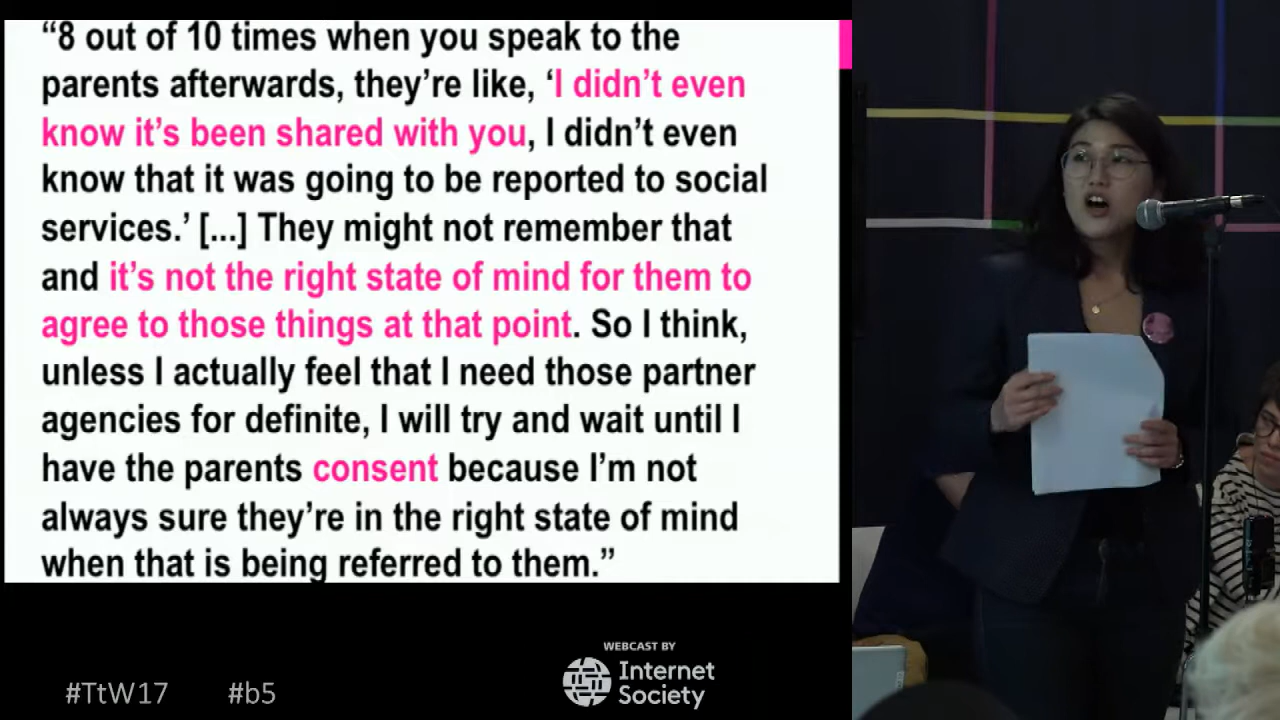 “8 out of 10 times when you speak to the
parents afterwards, they’re like, ‘I didn’t even
know it’s been shared with you, I didn’t even
know that it was going to be reported to social
services.’ [...] They might not remember that
and it’s not the right state of mind for them to
agree to those things at that point. So I think,
unless I actually feel that I need those partner
agencies for definite, I will try and wait until I
have the parents consent because I’m not
always sure they’re in the right state of mind
when that is being referred to them.”
WEBCAST BY
Internet
Society
#TtW17 #b5